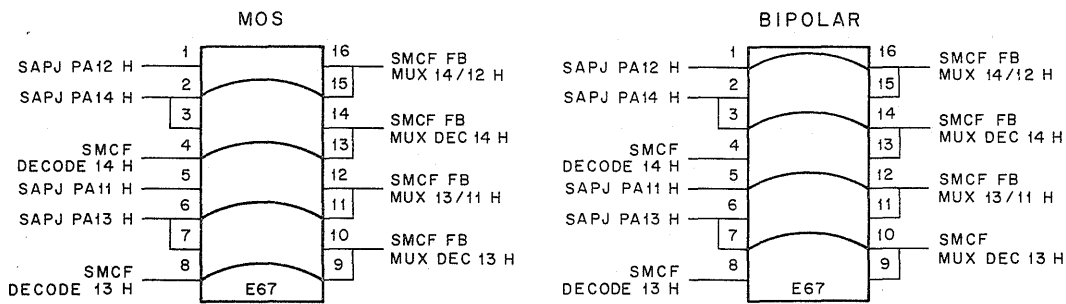 MOS
1
16
SAPJ PA12 H
SMCF FB
MUX 14/12 H
2
15
SAPJ PA14 H
3
14
SMCF FB
MUX DEC 14 H
4
13
SMCF
DECODE 14 H
5
12
SAPJ PA11 H
SMCF FB
MUX 13/11 H
6
11
SAPJ PA13 H
7
10
SMCF FB
MUX DEC 13 H
8
9
SMCF
DECODE 13 H
E67
BIPOLAR
1
16
SAPJ PA12 H
SMCF FB
MUX 14/12 H
2
15
SAPJ PA14 H
3
14
SMCF FB
MUX DEC 14 H
4
13
SMCF
DECODE 14 H
5
12
SAPJ PA11 H
SMCF FB
MUX 13/11 H
6
11
SAPJ PA13 H
7
10
SMCF
MUX DEC 13 H
8
9
SMCF
DECODE 13 H
E67